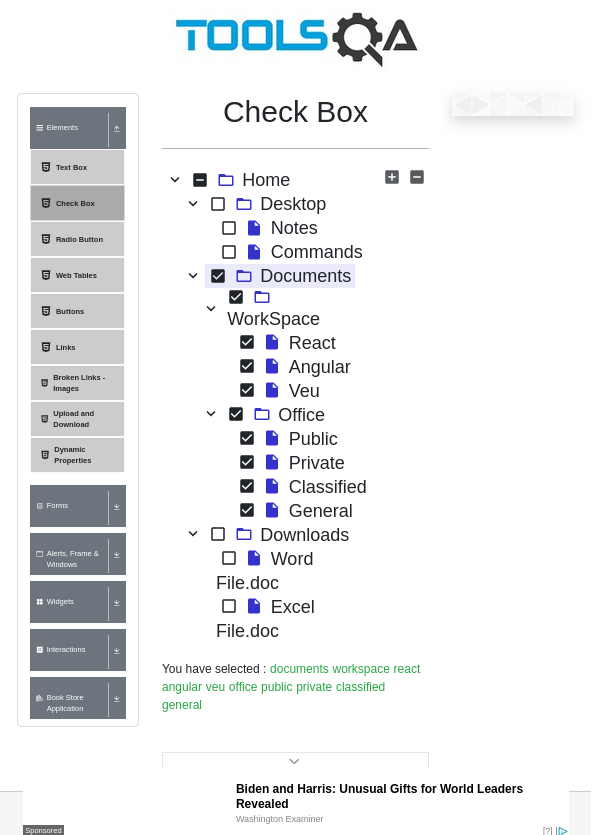 TOOLSQA
Check Box
Elements
Text Box
Check Box
Radio Button
Web Tables
Buttons
Links
Broken Links -
Images
Upload and
Download
Dynamic
Properties
Forms
Alerts, Frame &
Windows
Widgets
Interactions
Book Store
Application
Home
Desktop
Notes
Commands
Documents
WorkSpace
React
Angular
Veu
Office
Public
Private
Classified
General
Downloads
Word
File.doc
Excel
File.doc
You have selected : documents workspace react
angular veu office public private classified
general
Biden and Harris: Unusual Gifts for World Leaders
Revealed
Washington Examiner
Sponsored
[?]